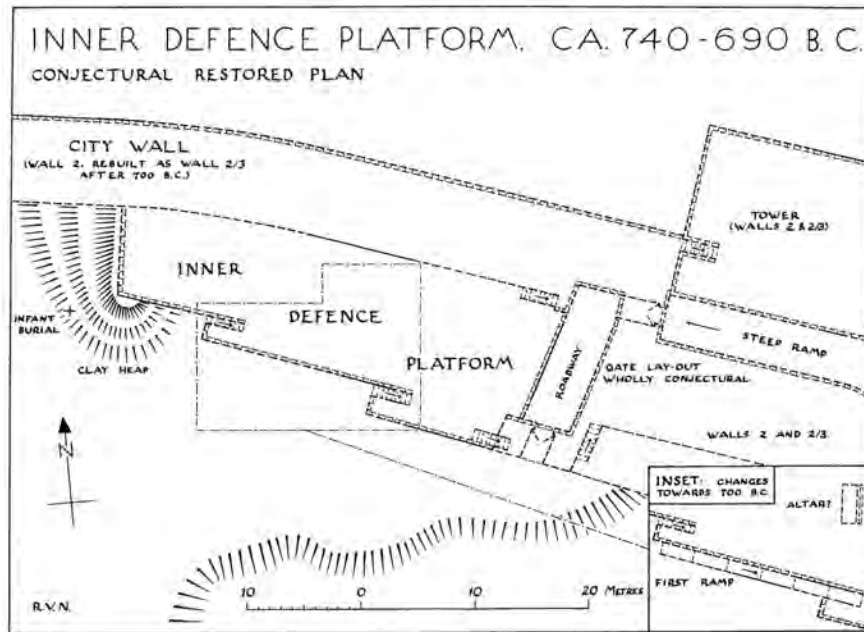 INNER DEFENCE PLATFORM. CA. 740-690 B.C.
CONJECTURAL RESTORED PLAN
CITY WALL
(WALL 2. REBUILT AS WALL 2/3
AFTER 700 B.C.)
TOWER
(WALLS 2 & 2/3)
INNER
DEFENCE
PLATFORM
INFANT
BURIAL
CLAY HEAP
ROADWAY
STEEP RAMP
GATE LAY-OUT
WHOLLY CONJECTURAL
WALLS 2 AND 2/3
N
INSET: CHANGES
TOWARDS 700 B.C.
ALTAR?
FIRST RAMP
R.V.N.
10 0 10 20 METRES